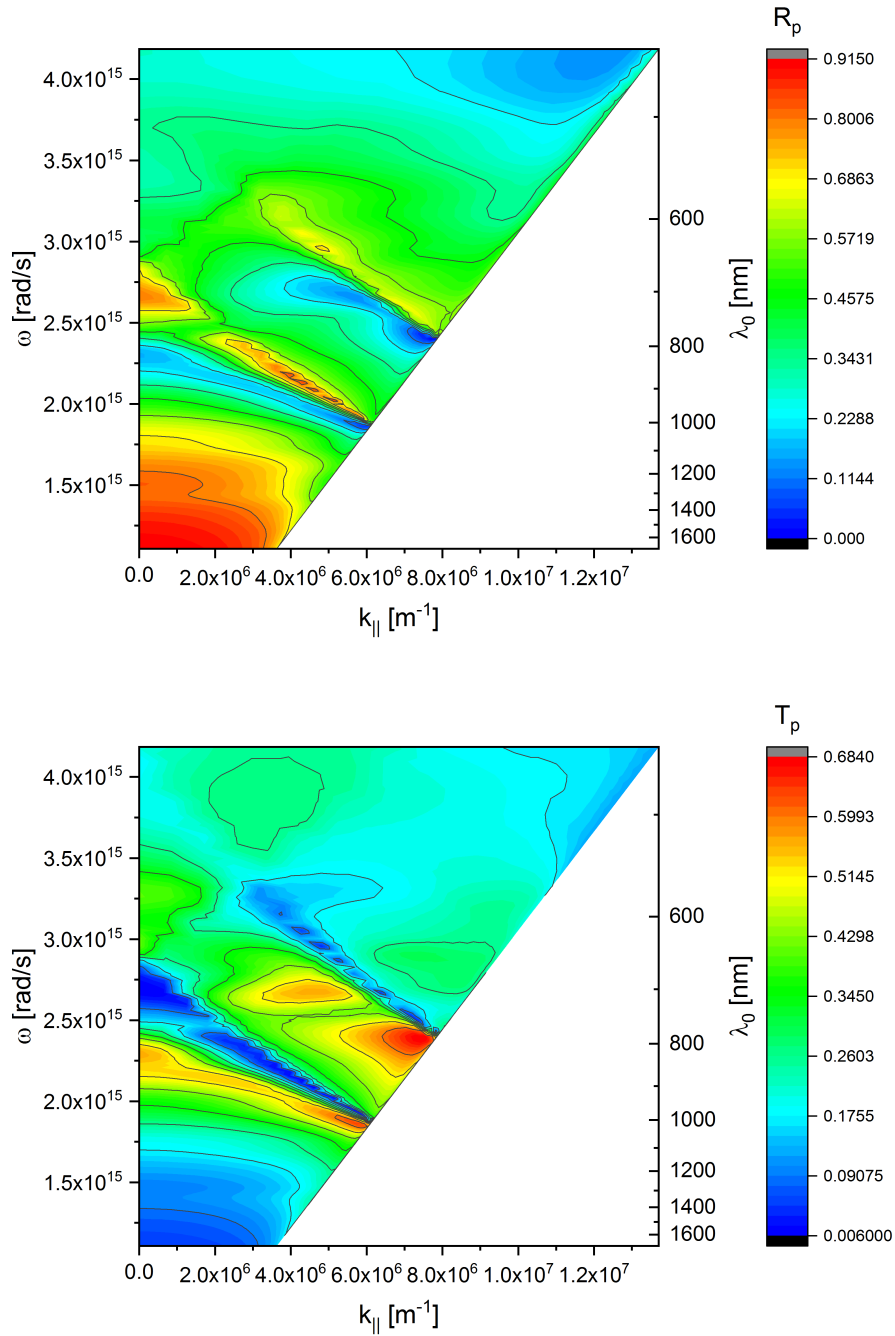 R_p
4.0x10^15
3.5x10^15
3.0x10^15
2.5x10^15
2.0x10^15
1.5x10^15
ω [rad/s]
600
800
1000
1200
1400
1600
λ_0 [nm]
0.9150
0.8006
0.6863
0.5719
0.4575
0.3431
0.2288
0.1144
0.000
0.0 2.0x10^6 4.0x10^6 6.0x10^6 8.0x10^6 1.0x10^7 1.2x10^7
k_|| [m^-1]
T_p
4.0x10^15
3.5x10^15
3.0x10^15
2.5x10^15
2.0x10^15
1.5x10^15
ω [rad/s]
600
800
1000
1200
1400
1600
λ_0 [nm]
0.6840
0.5993
0.5145
0.4298
0.3450
0.2603
0.1755
0.09075
0.006000
0.0 2.0x10^6 4.0x10^6 6.0x10^6 8.0x10^6 1.0x10^7 1.2x10^7
k_|| [m^-1]